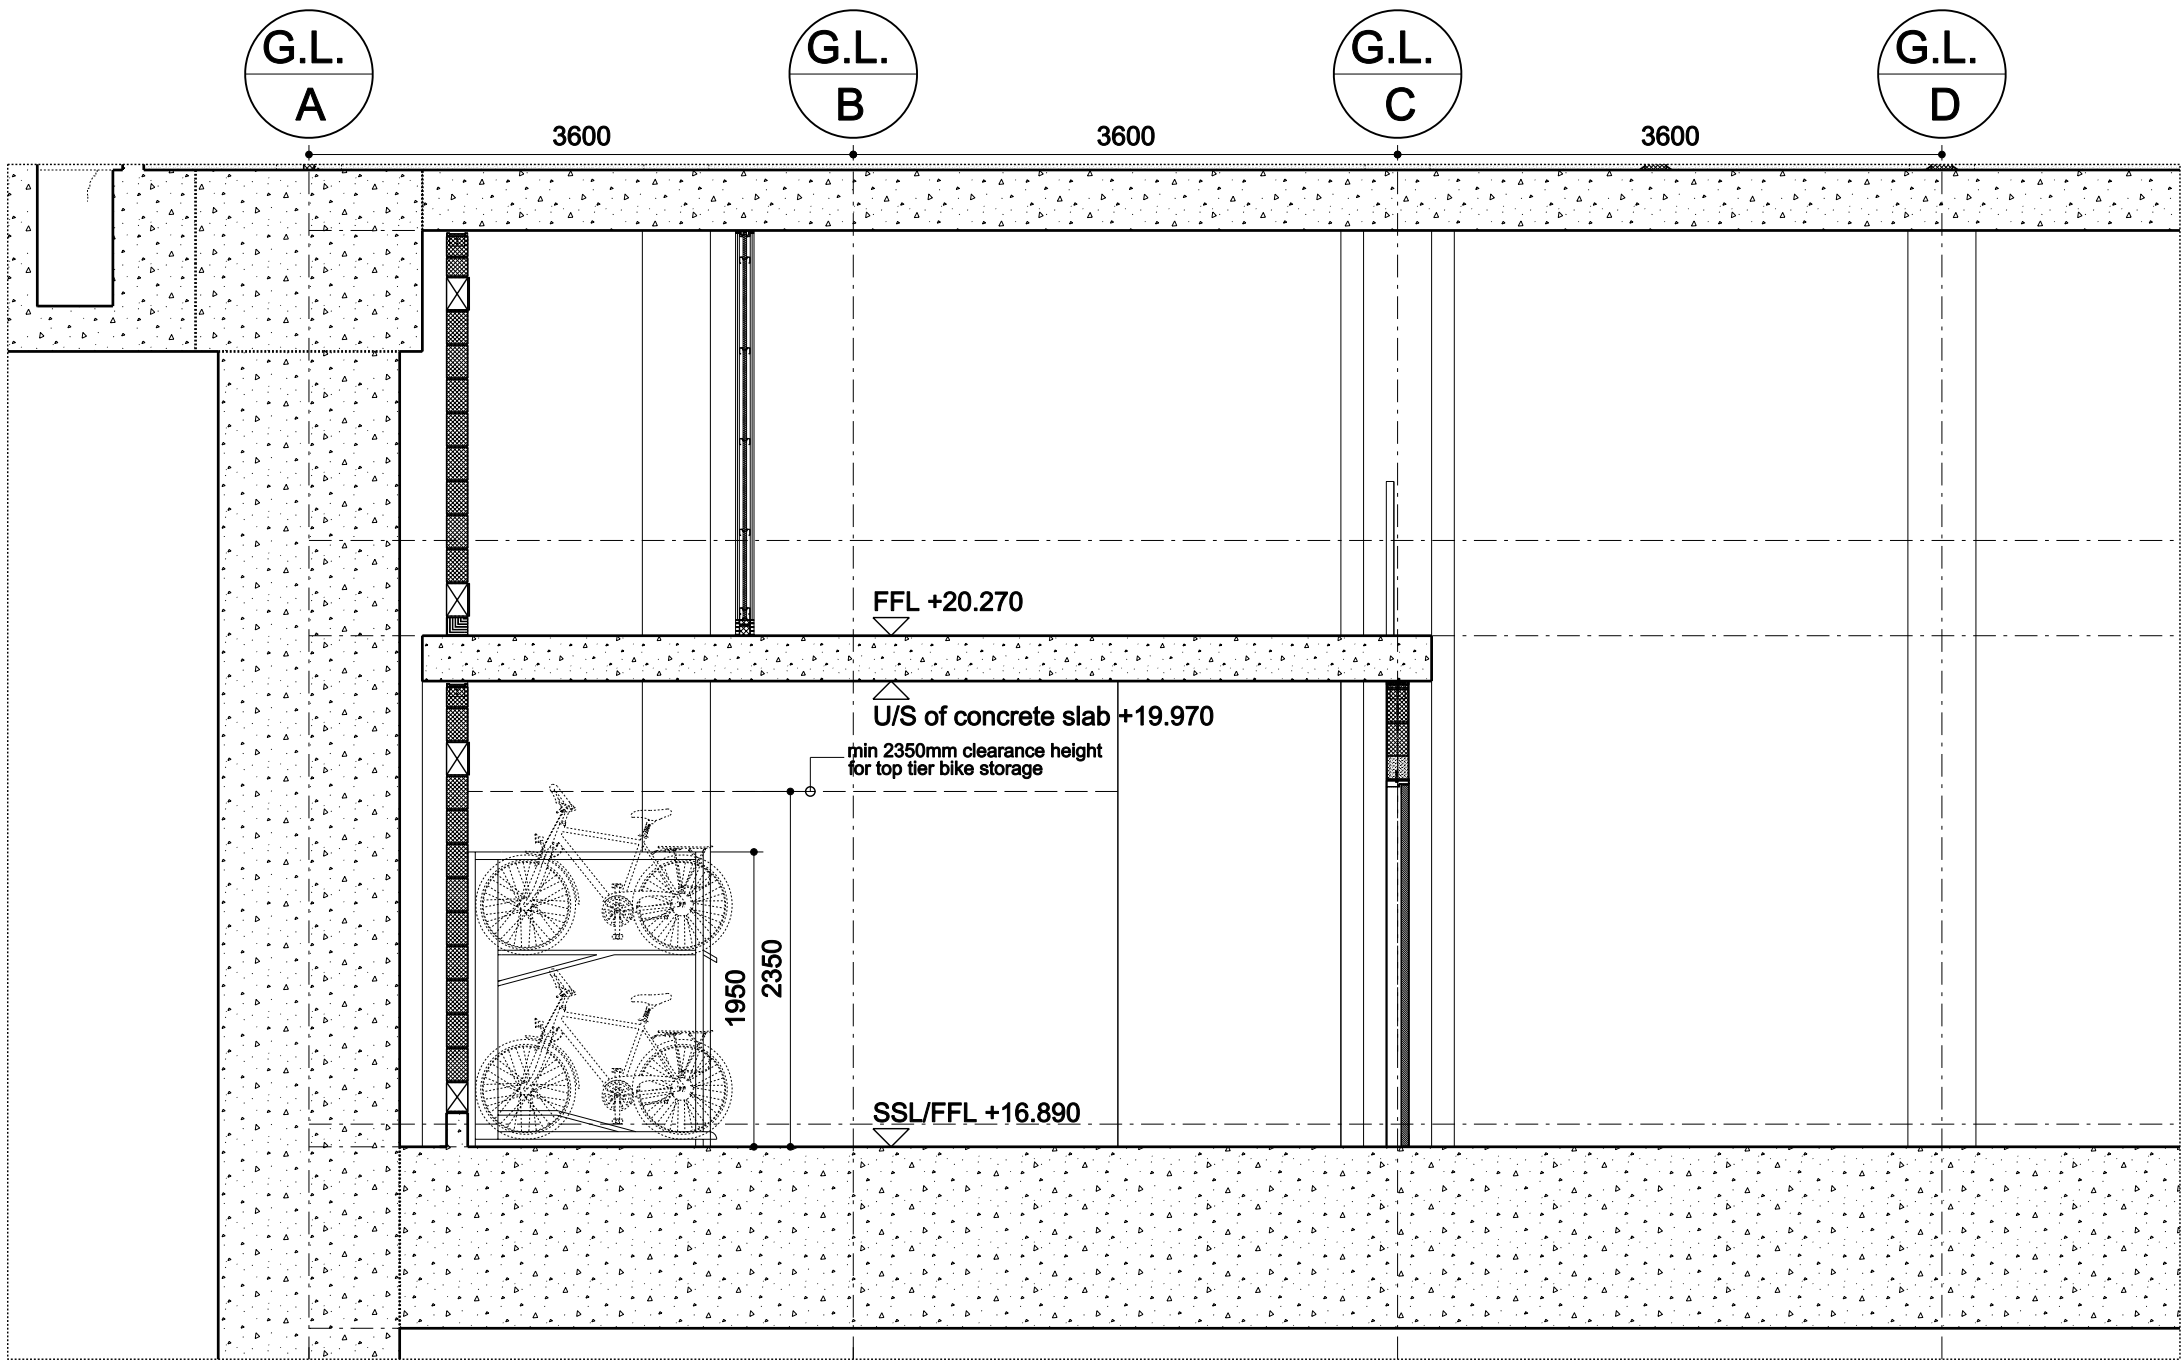 G.L.
A
G.L.
B
G.L.
C
G.L.
D
3600
3600
3600
FFL +20.270
U/S of concrete slab +19.970
min 2350mm clearance height
for top tier bike storage
1950
2350
SSL/FFL +16.890